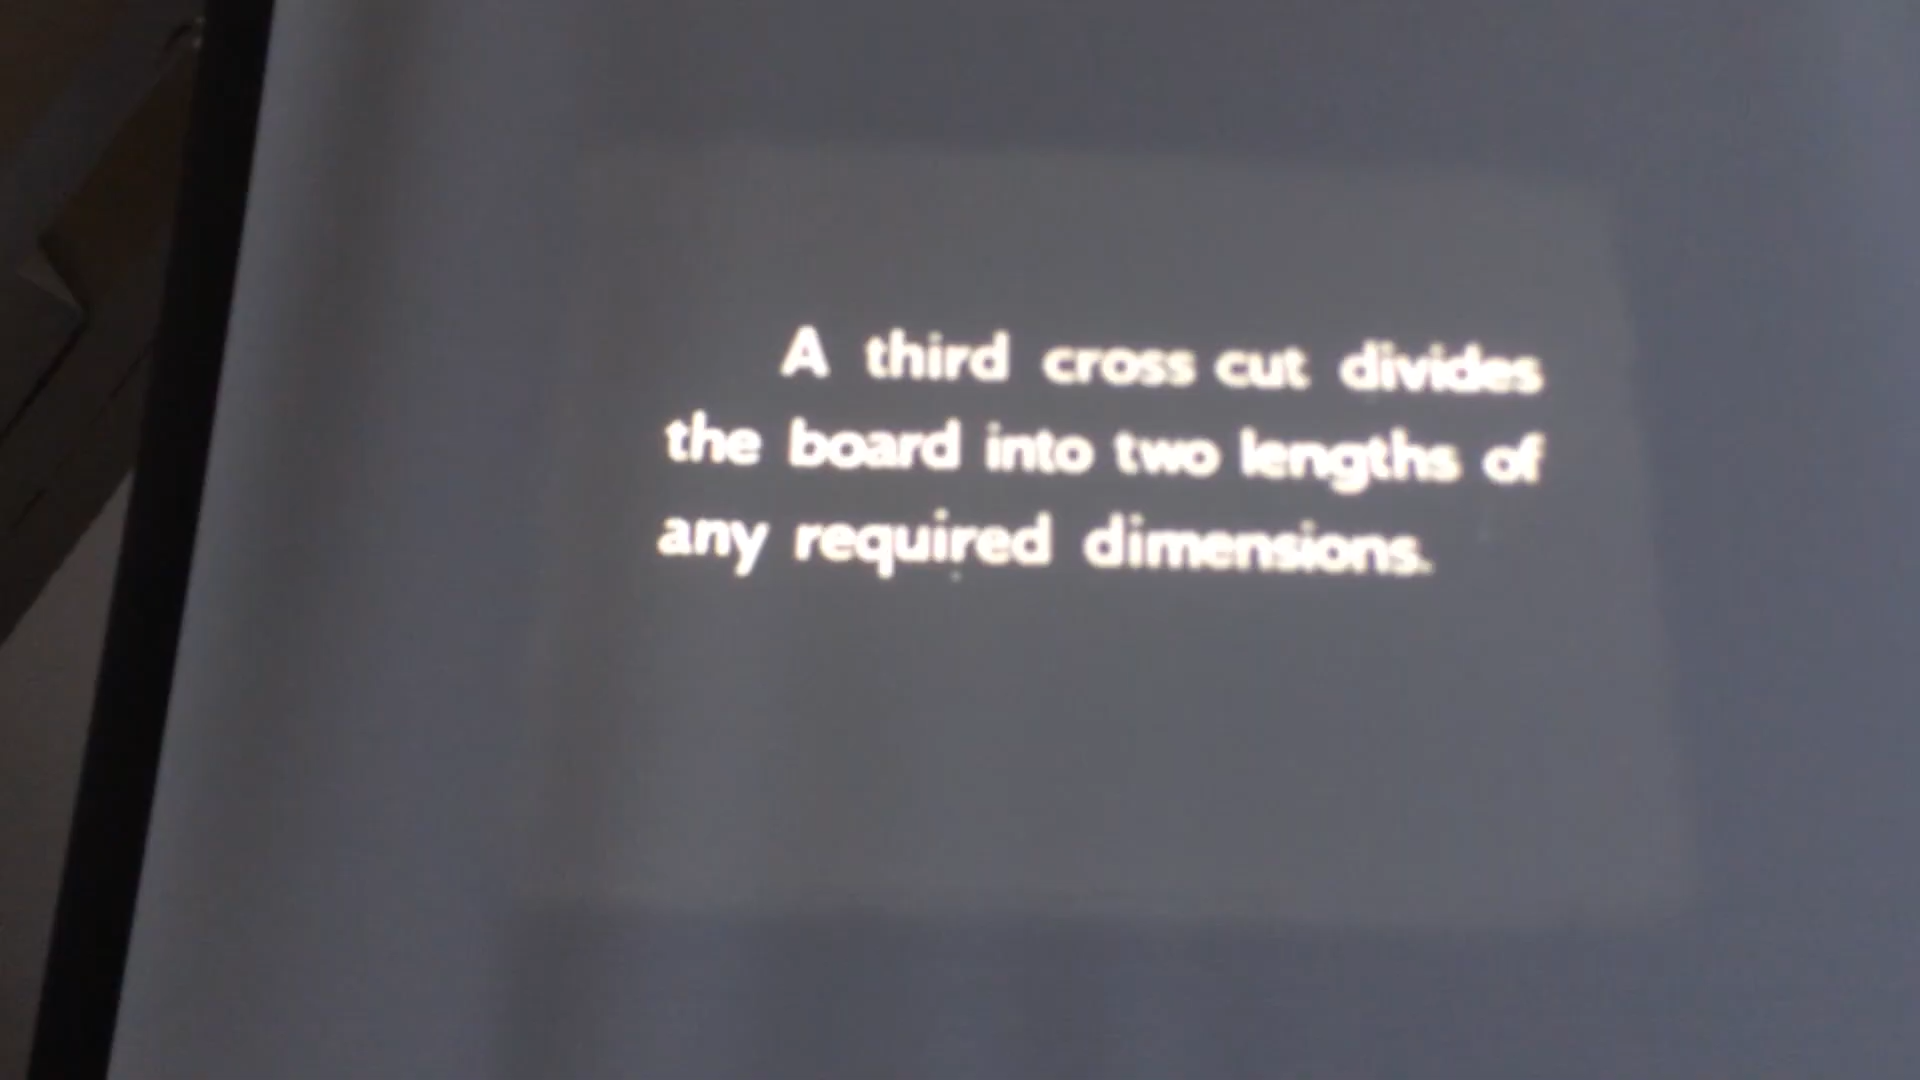 A third cross cut divides
the board into two lengths of
any required dimensions.